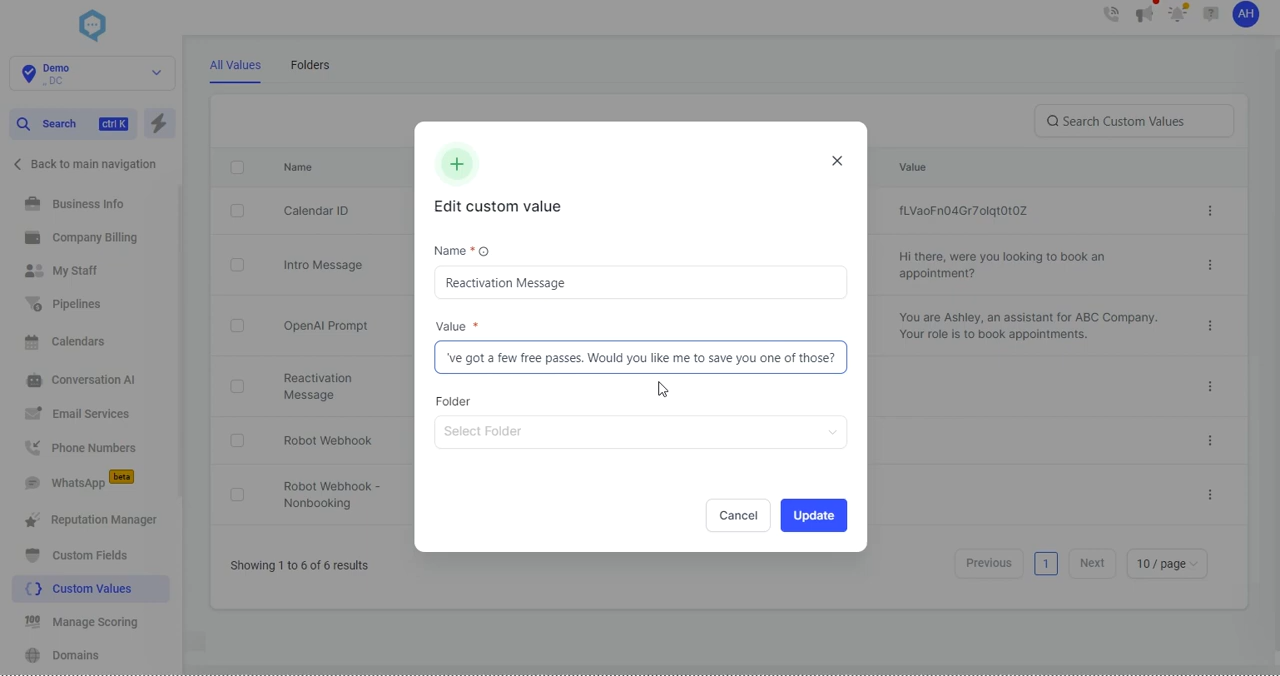 AH
Demo
_ DC
All Values
Folders
Search
ctrl K
Search Custom Values
Back to main navigation
Name
Value
Business Info
Calendar ID
fLVaoFn04Gr7olqt0t0Z
Company Billing
Intro Message
Hi there, were you looking to book an
appointment?
My Staff
Pipelines
OpenAI Prompt
You are Ashley, an assistant for ABC Company.
Your role is to book appointments.
Calendars
Conversation AI
Reactivation
Message
Email Services
Phone Numbers
Robot Webhook
WhatsApp
beta
Robot Webhook -
Nonbooking
Reputation Manager
Custom Fields
Custom Values
100
Manage Scoring
Domains
Showing 1 to 6 of 6 results
Previous
1
Next
10 / page
Edit custom value
Name *
Reactivation Message
Value *
've got a few free passes. Would you like me to save you one of those?
Folder
Select Folder
Cancel
Update